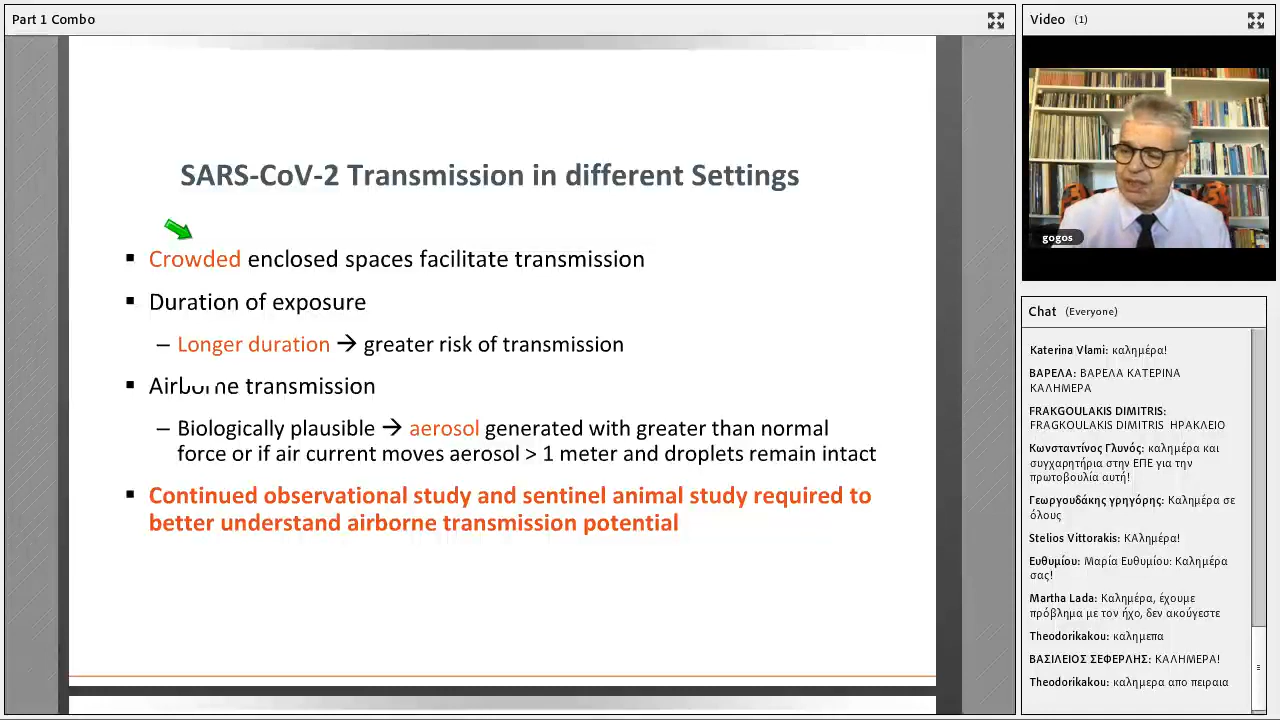 Part 1 Combo
SARS-CoV-2 Transmission in different Settings
Crowded enclosed spaces facilitate transmission
Duration of exposure
– Longer duration → greater risk of transmission
Airborne transmission
– Biologically plausible → aerosol generated with greater than normal
force or if air current moves aerosol > 1 meter and droplets remain intact
Continued observational study and sentinel animal study required to
better understand airborne transmission potential
Video (1)
gogos
Chat (Everyone)
Katerina Vlami: καλημέρα!
ΒΑΡΕΛΑ: ΒΑΡΕΛΑ ΚΑΤΕΡΙΝΑ
ΚΑΛΗΜΕΡΑ
FRAKGOULAKIS DIMITRIS:
FRAGKOULAKIS DIMITRIS ΗΡΑΚΛΕΙΟ
Κωνσταντίνος Γλυνός: καλημέρα και
συγχαρητήρια στην ΕΠΕ για την
πρωτοβουλία αυτή!
Γεωργουδάκης γρηγόρης: Καλημέρα σε
όλους
Stelios Vittorakis: ΚΑλημέρα!
Ευθυμίου: Μαρία Ευθυμίου: Καλημέρα
σας!
Martha Lada: Καλημέρα, έχουμε
πρόβλημα με τον ήχο, δεν ακούγεστε
Theodorikakou: καλημεπα
ΒΑΣΙΛΕΙΟΣ ΣΕΦΕΡΛΗΣ: ΚΑΛΗΜΕΡΑ!
Theodorikakou: καλημερα απο πειραια